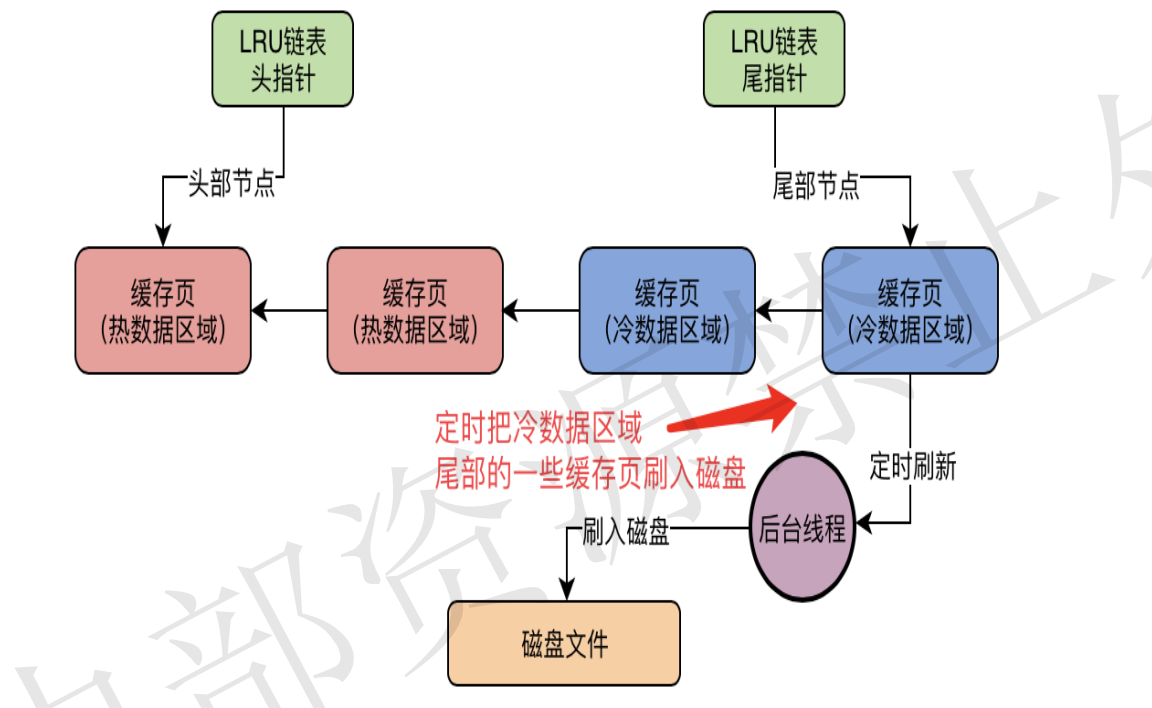 LRU链表
头指针
LRU链表
尾指针
头部节点
尾部节点
缓存页
(热数据区域)
缓存页
(热数据区域)
缓存页
(冷数据区域)
缓存页
(冷数据区域)
定时把冷数据区域
尾部的一些缓存页刷入磁盘
定时刷新
后台线程
刷入磁盘
磁盘文件
部资源禁止